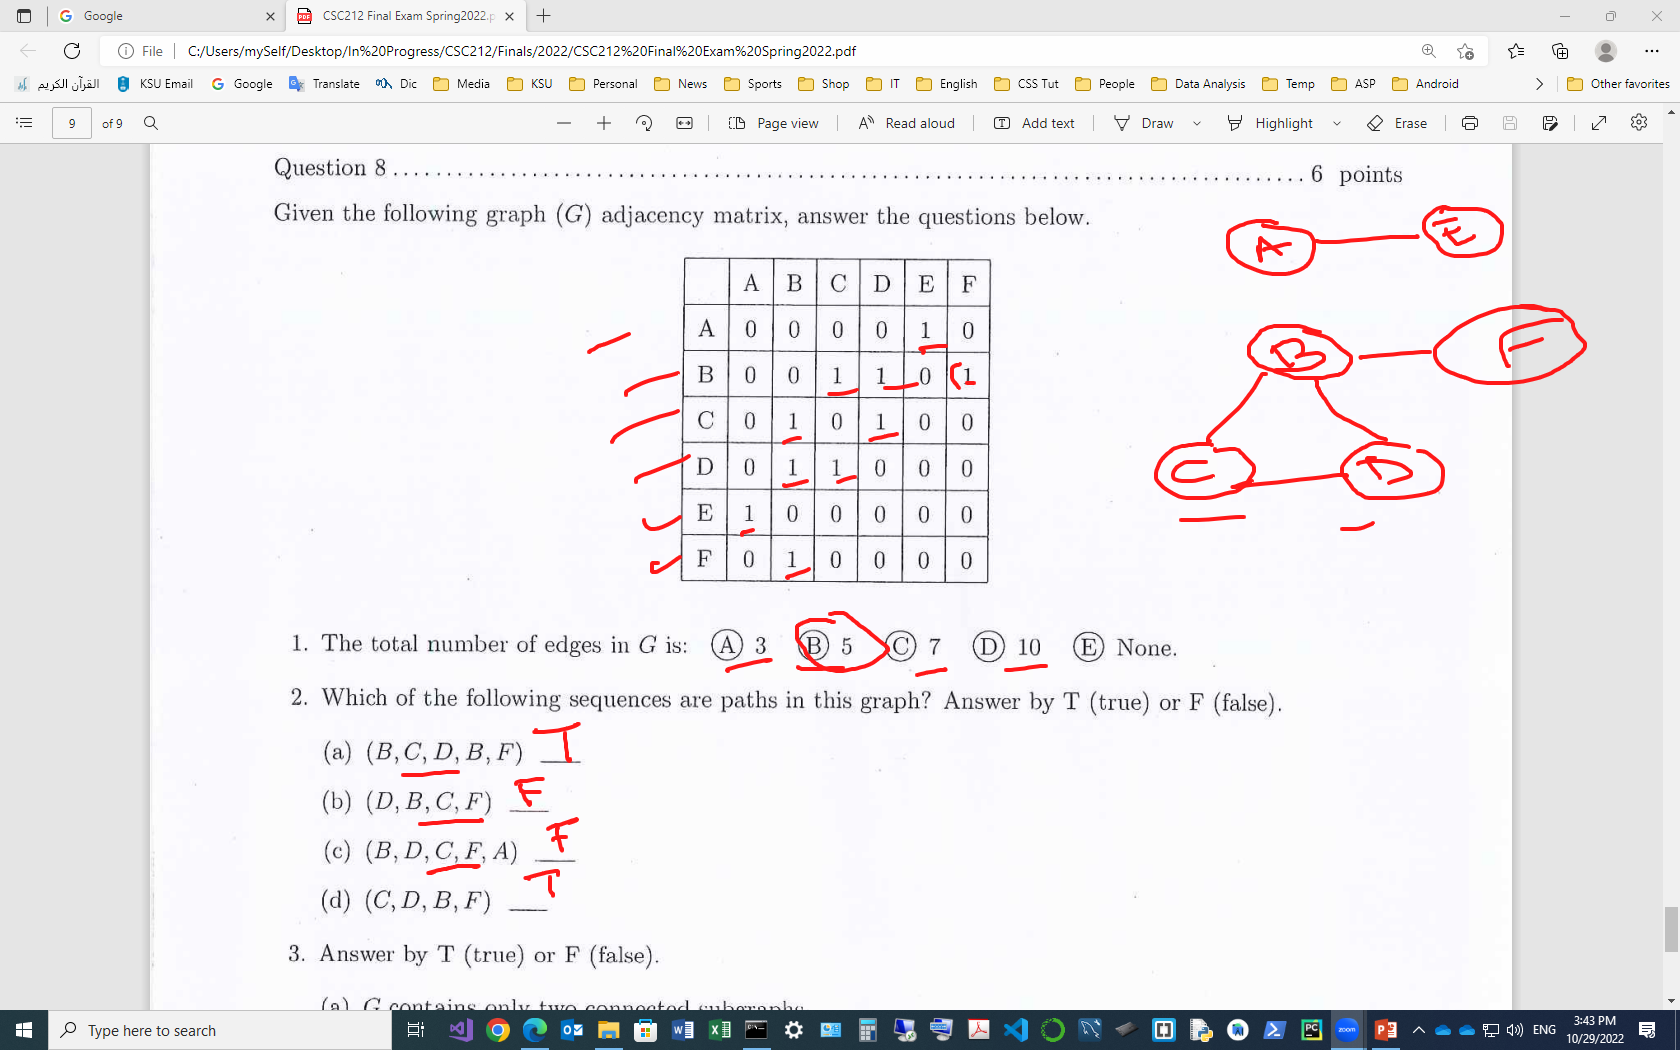 Google
CSC212 Final Exam Spring2022.p
File
C:/Users/mySelf/Desktop/In%20Progress/CSC212/Finals/2022/CSC212%20Final%20Exam%20Spring2022.pdf
القرآن الكريم KSU Email Google Translate Dic Media KSU Personal News Sports Shop IT English CSS Tut People Data Analysis Temp ASP Android Other favorites
9 of 9 Page view Read aloud Add text Draw Highlight Erase
Question 8 ........................................................................ 6 points
Given the following graph (G) adjacency matrix, answer the questions below.
A E
B F
C D
A B C D E F
A 0 0 0 0 1 0
B 0 0 1 1 0 1
C 0 1 0 1 0 0
D 0 1 1 0 0 0
E 1 0 0 0 0 0
F 0 1 0 0 0 0
1. The total number of edges in G is: (A) 3 (B) 5 (C) 7 (D) 10 (E) None.
2. Which of the following sequences are paths in this graph? Answer by T (true) or F (false).
(a) (B, C, D, B, F) T
(b) (D, B, C, F) F
(c) (B, D, C, F, A) F
(d) (C, D, B, F) T
3. Answer by T (true) or F (false).
(a) G contains only two connected subgraphs
Type here to search
zoom
PC
ENG
3:43 PM
10/29/2022